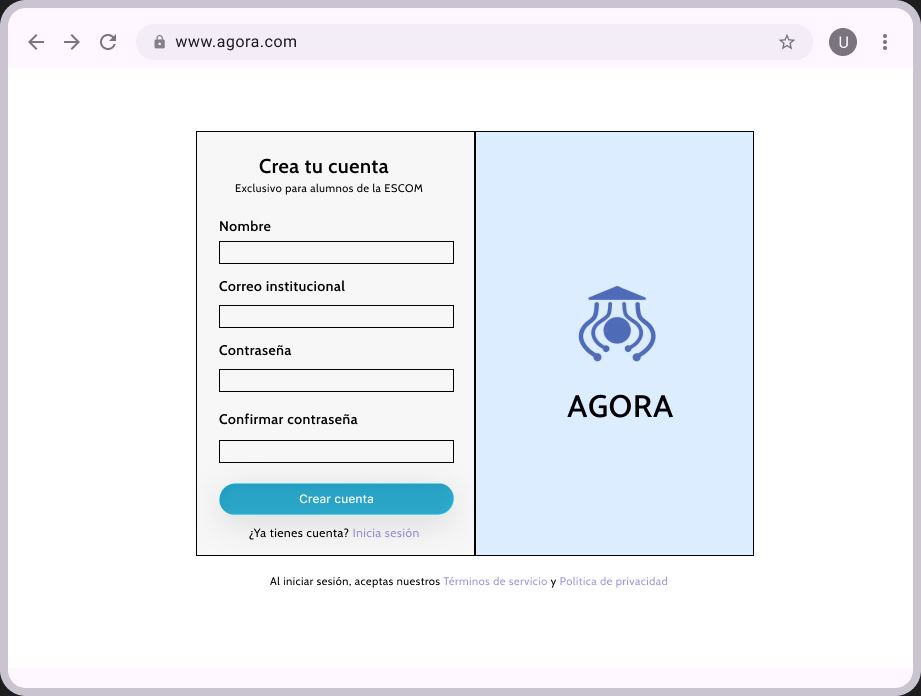 www.agora.com
U
Crea tu cuenta
Exclusivo para alumnos de la ESCOM
Nombre
Correo institucional
Contraseña
Confirmar contraseña
Crear cuenta
¿Ya tienes cuenta? Inicia sesión
AGORA
Al iniciar sesión, aceptas nuestros Términos de servicio y Política de privacidad